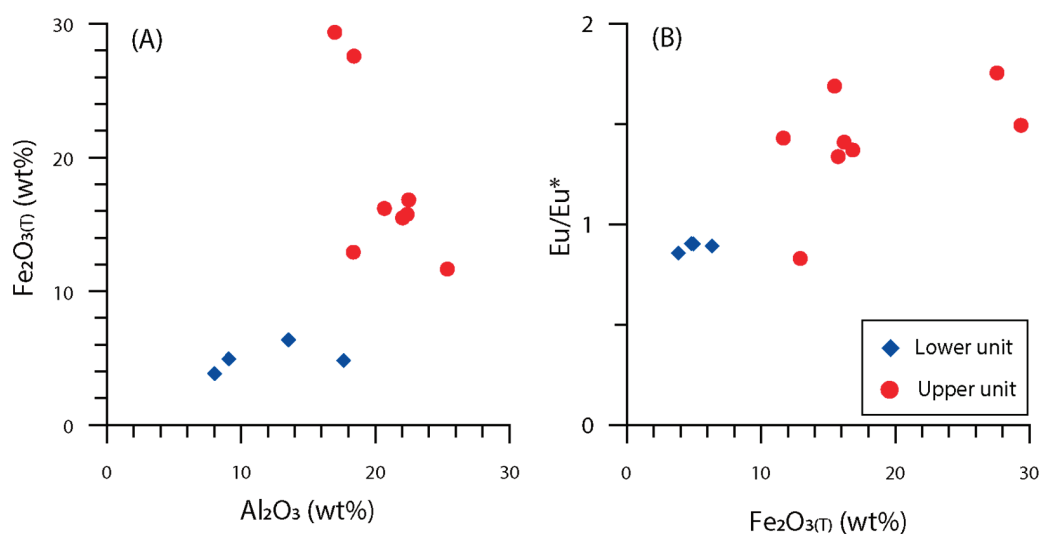 (A)
30
20
10
0
Fe₂O₃(T) (wt%)
0 10 20 30
Al₂O₃ (wt%)
(B)
2
1
0
Eu/Eu*
Lower unit
Upper unit
0 10 20 30
Fe₂O₃(T) (wt%)